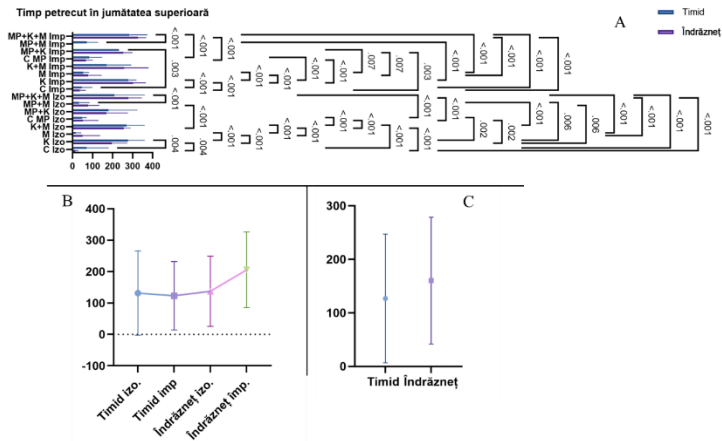 Timp petrecut în jumătatea superioară
A
Timid
Îndrăzneț
MP+K+M Imp
MP+M Imp
MP+K Imp
C MP Imp
K+M Imp
M Imp
K Imp
C Imp
MP+K+M Izo
MP+M Izo
MP+K Izo
C MP Izo
K+M Izo
M Izo
K Izo
C Izo
0 100 200 300 400
<.001 <.001 <.001 <.001 <.001 <.001 <.001
.003 <.001 <.001 <.001 .007 .007 .003 <.001 <.001 <.001
<.001 <.001 <.001 <.001 <.001 <.001 <.001 <.001
.004 .004 <.001 <.001 <.001 <.001 <.001 <.001 .002 .002 .006 .006 <.001 <.001 <.001
B
400
300
200
100
0
-100
Timid izo.
Timid imp
Îndrăzneț izo.
Îndrăzneț imp.
C
300
200
100
0
Timid Îndrăzneț